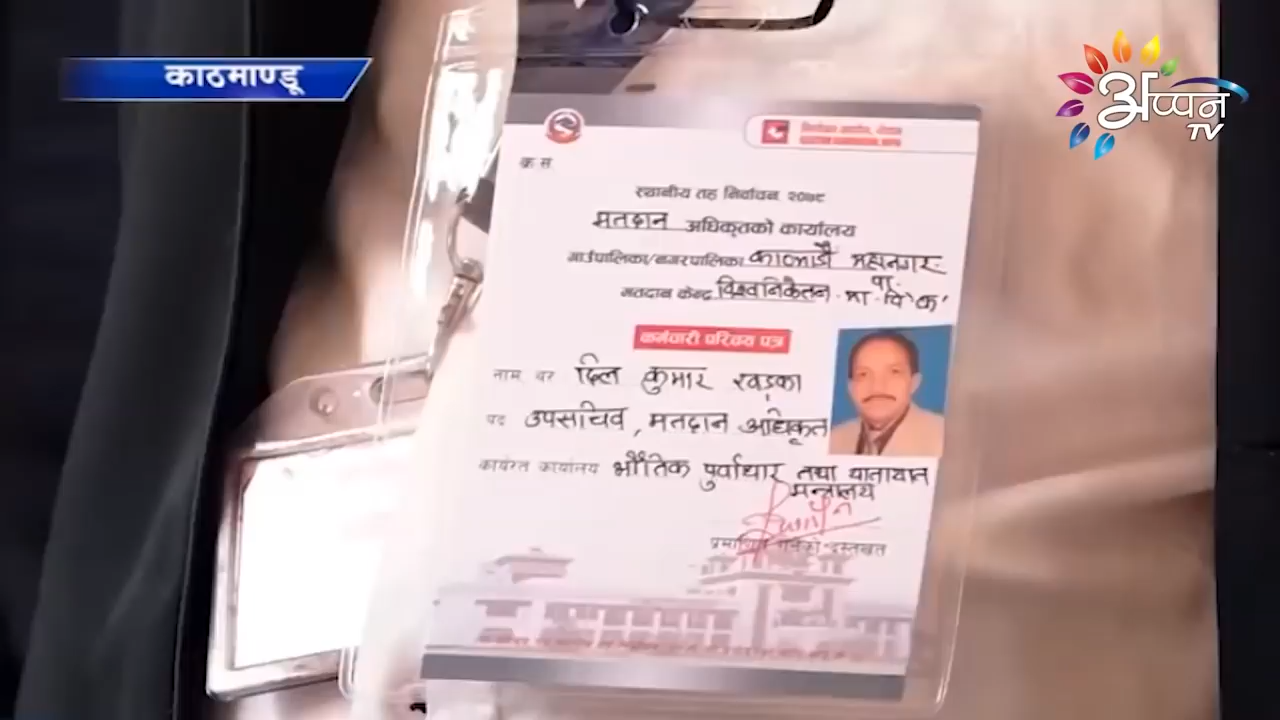 काठमाण्डू
अप्पन
TV
क्र.सं.
स्थानीय तह निर्वाचन, २०७९
मतदान अधिकृतको कार्यालय
गाउँपालिका/नगरपालिका काठमाडौं महानगर-
पा.
मतदान केन्द्र विश्वनिकेतन मा वि 'क'
कर्मचारी परिचय पत्र
नाम थर दिल कुमार खड्का
पद उपसचिव, मतदान अधिकृत
कार्यरत कार्यालय भौतिक पुर्वाधार तथा यातायात
मन्त्रालय
प्रमाणित गर्नेको दस्तखत